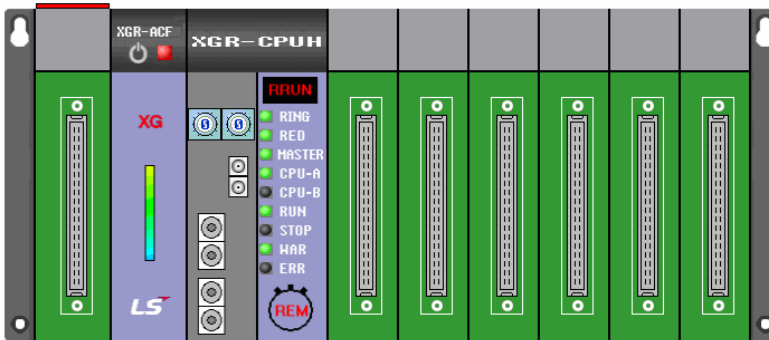 XGR-ACF
XGR-CPUH
XG
LS
0 0
RRUN
RING
RED
MASTER
CPU-A
CPU-B
RUN
STOP
WAR
ERR
REM